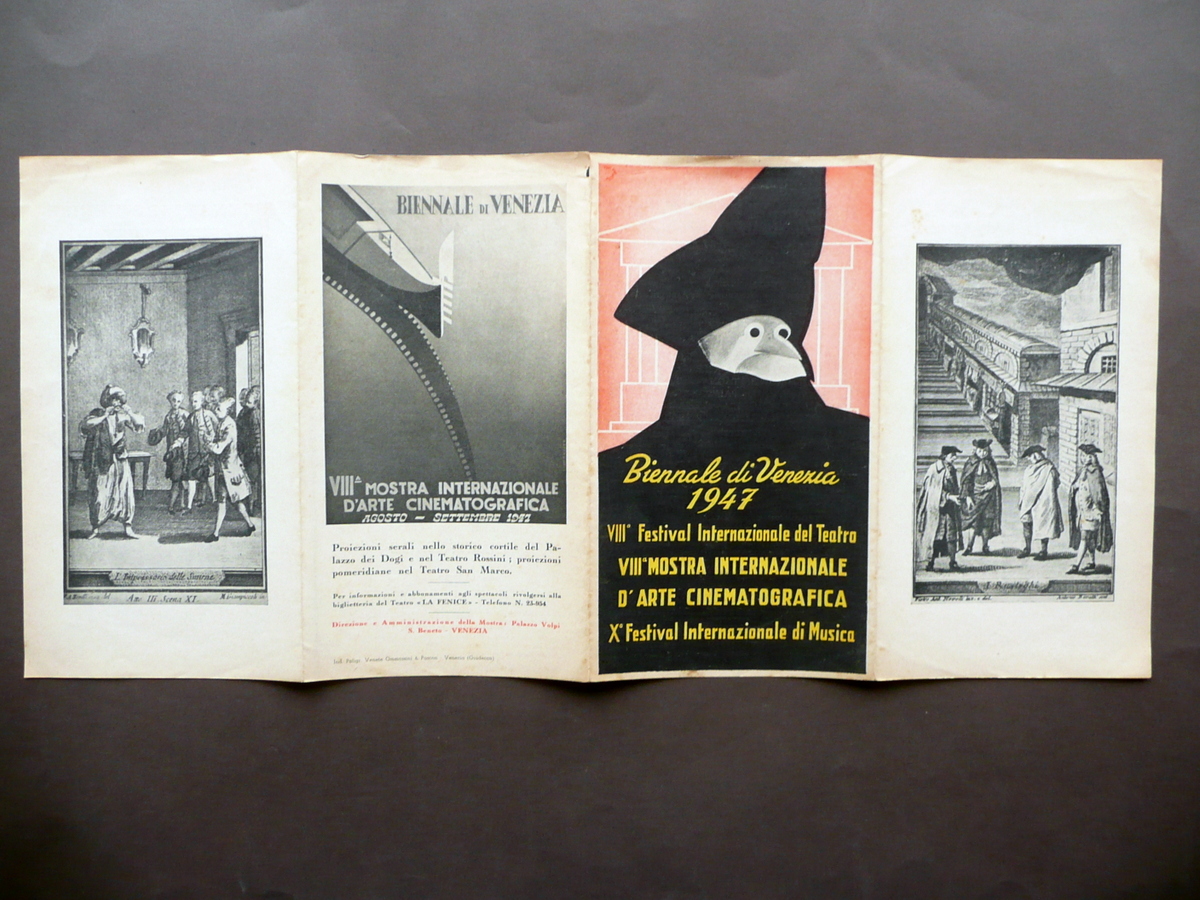 L'Impressario delle Smirne
At. III. Scena XI.
BIENNALE DI VENEZIA
VIIIª MOSTRA INTERNAZIONALE
D'ARTE CINEMATOGRAFICA
AGOSTO - SETTEMBRE 1947
Proiezioni serali nello storico cortile del Pa-
lazzo dei Dogi e nel Teatro Rossini; proiezioni
pomeridiane nel Teatro San Marco.
Per informazioni e abbonamenti agli spettacoli rivolgersi alla
biglietteria del Teatro «LA FENICE» - Telefono N. 25-054
Direzione e Amministrazione della Mostra: Palazzo Volpi
S. Beneto - VENEZIA
Biennale di Venezia
1947
VIII° Festival Internazionale del Teatro
VIIIª MOSTRA INTERNAZIONALE
D'ARTE CINEMATOGRAFICA
X° Festival Internazionale di Musica
I Rusteghi